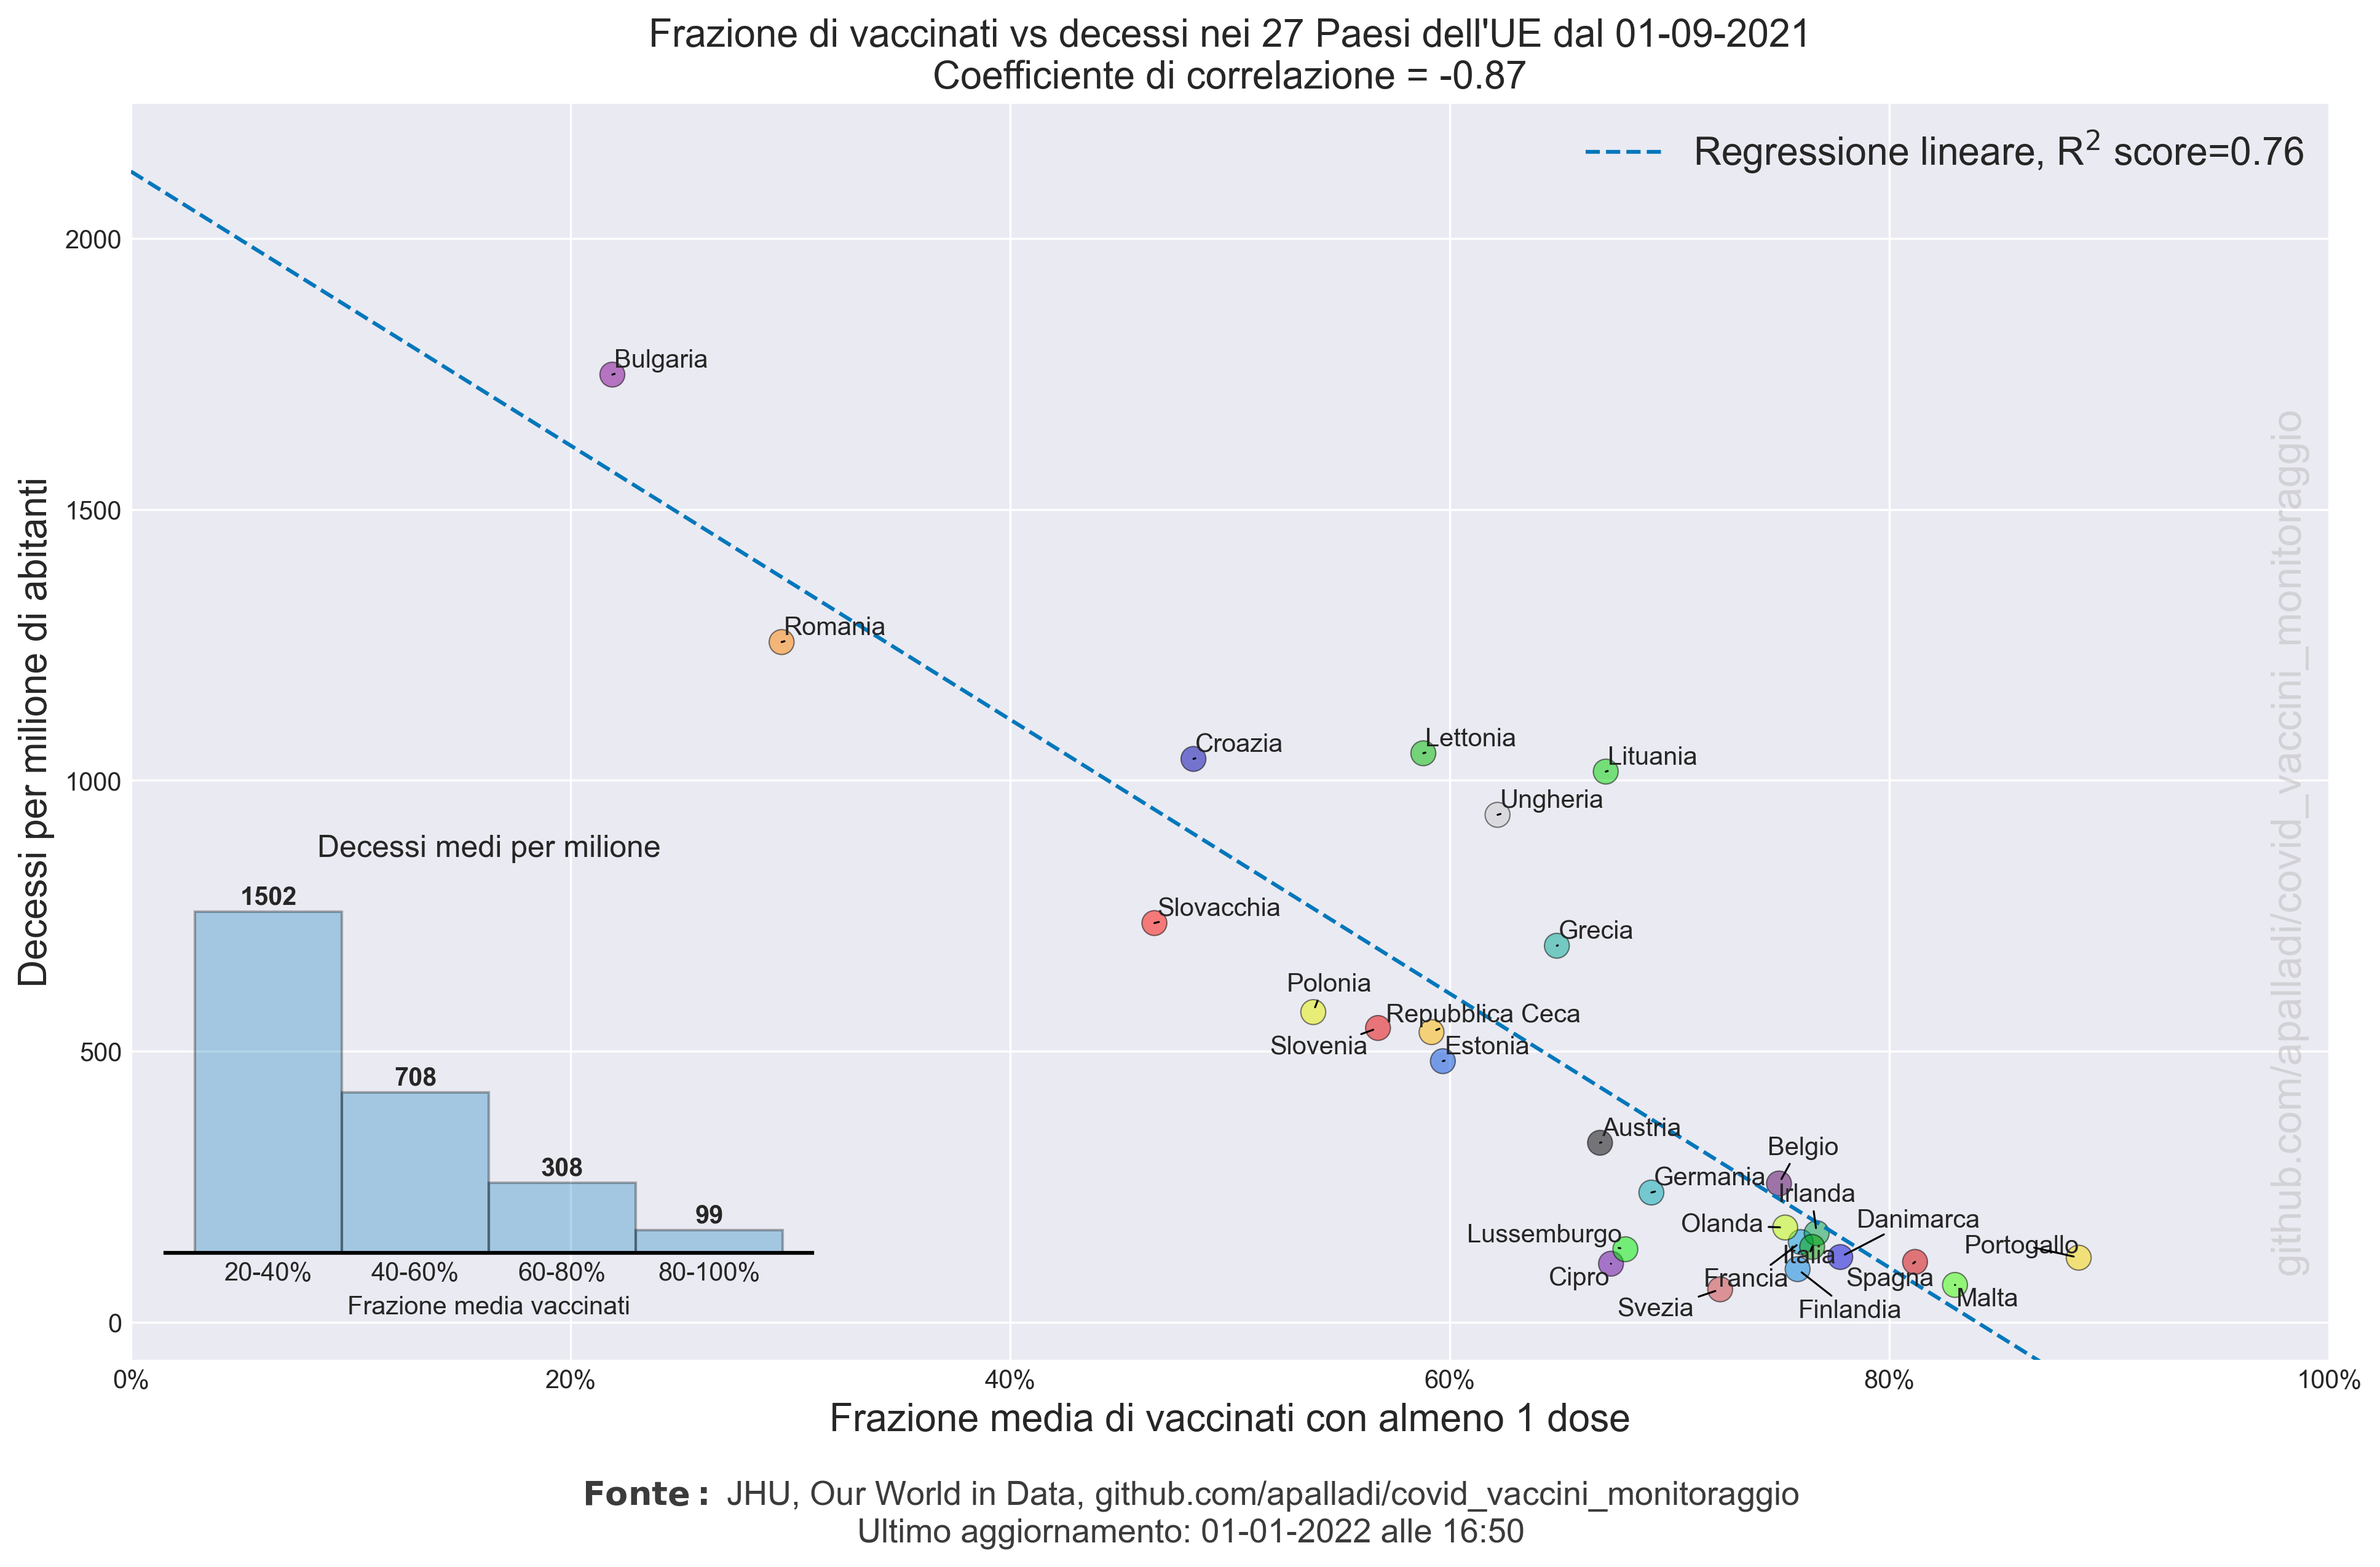 Frazione di vaccinati vs decessi nei 27 Paesi dell'UE dal 01-09-2021
Coefficiente di correlazione = -0.87
Regressione lineare, R² score=0.76
Decessi per milione di abitanti
2000
1500
1000
500
0
Bulgaria
Romania
Croazia
Lettonia
Lituania
Ungheria
Slovacchia
Grecia
Polonia
Repubblica Ceca
Slovenia
Estonia
Austria
Belgio
Germania
Irlanda
Olanda
Danimarca
Lussemburgo
Portogallo
Italia
Cipro
Francia
Spagna
Malta
Svezia
Finlandia
Decessi medi per milione
1502
708
308
99
20-40%
40-60%
60-80%
80-100%
Frazione media vaccinati
github.com/apalladi/covid_vaccini_monitoraggio
0%
20%
40%
60%
80%
100%
Frazione media di vaccinati con almeno 1 dose
Fonte: JHU, Our World in Data, github.com/apalladi/covid_vaccini_monitoraggio
Ultimo aggiornamento: 01-01-2022 alle 16:50